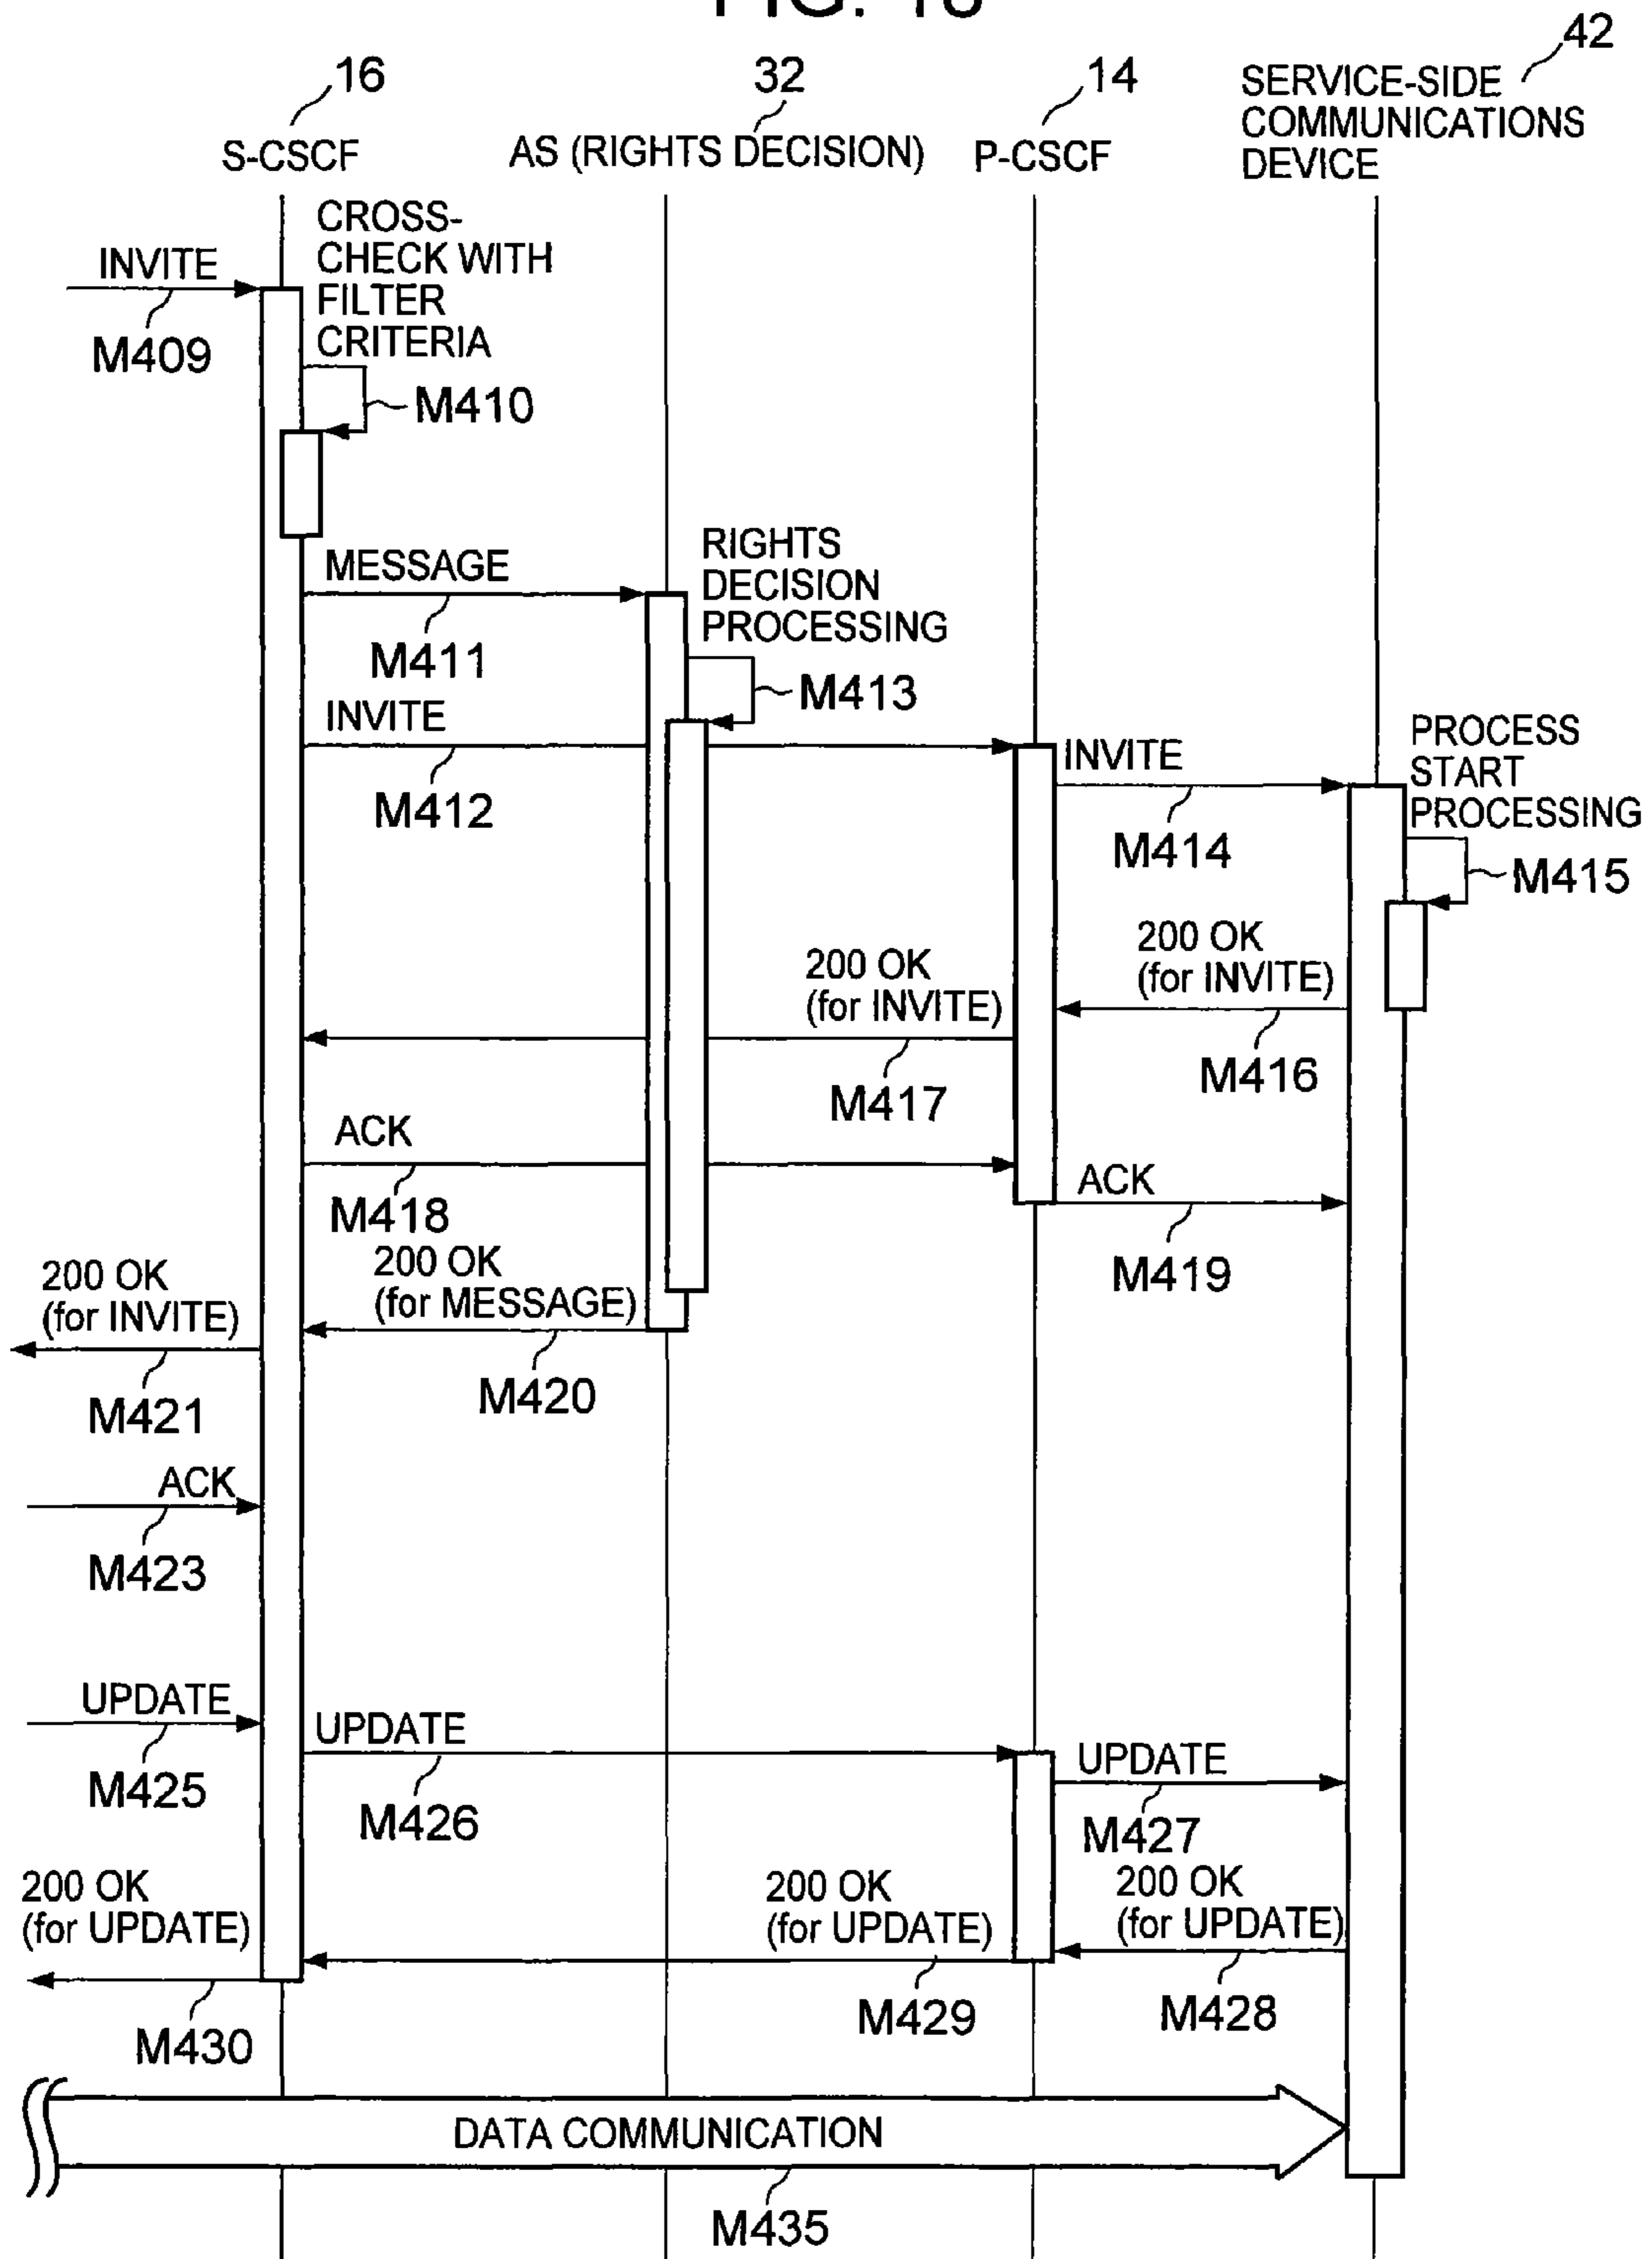 FIG. 18
42
16
32
14
SERVICE-SIDE
COMMUNICATIONS
DEVICE
S-CSCF
AS (RIGHTS DECISION)
P-CSCF
CROSS-
CHECK WITH
FILTER
CRITERIA
INVITE
M409
M410
MESSAGE
M411
RIGHTS
DECISION
PROCESSING
M413
INVITE
M412
INVITE
M414
PROCESS
START
PROCESSING
M415
200 OK
(for INVITE)
M416
200 OK
(for INVITE)
M417
ACK
M418
ACK
M419
200 OK
(for MESSAGE)
M420
200 OK
(for INVITE)
M421
ACK
M423
UPDATE
M425
UPDATE
M426
UPDATE
M427
200 OK
(for UPDATE)
M428
200 OK
(for UPDATE)
M429
200 OK
(for UPDATE)
M430
DATA COMMUNICATION
M435